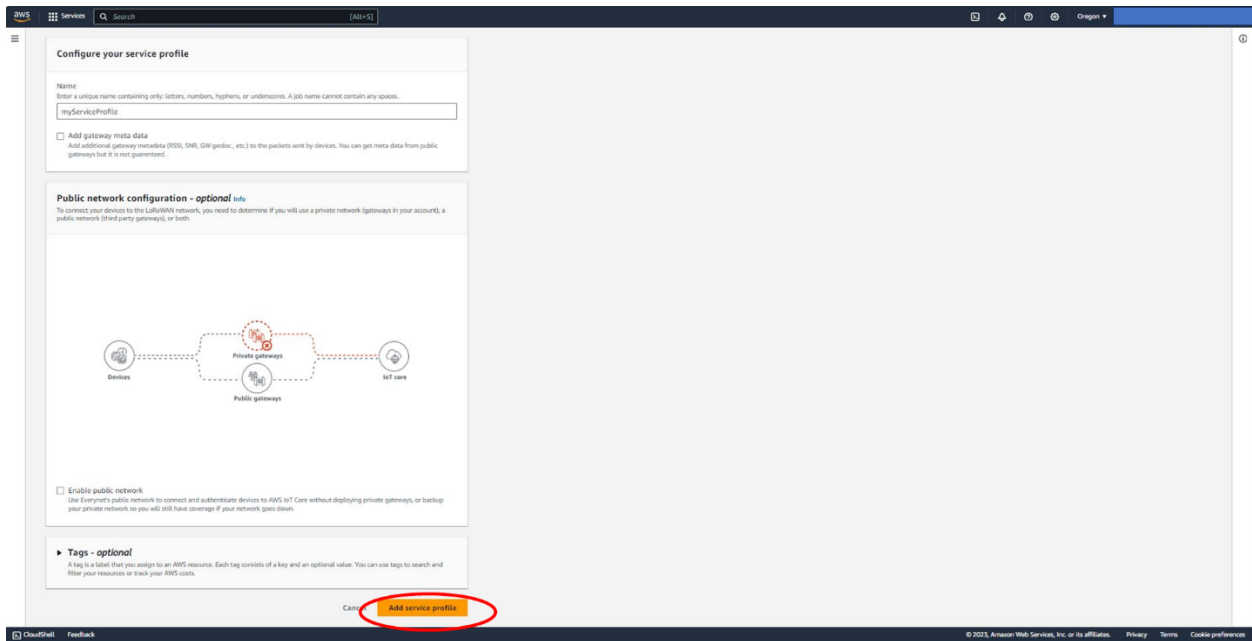 aws
Services
Search
[Alt+S]
Oregon
Configure your service profile
Name
Enter a unique name containing only: letters, numbers, hyphens, or underscores. A job name cannot contain any spaces.
myServiceProfile
Add gateway meta data
Add additional gateway metadata (RSSI, SNR, GW geoloc., etc.) to the packets sent by devices. You can get meta data from public
gateways but it is not guarenteed.
Public network configuration - optional Info
To connect your devices to the LoRaWAN network, you need to determine if you will use a private network (gateways in your account), a
public network (third party gateways), or both.
Private gateways
Devices
IoT core
Public gateways
Enable public network
Use Everynet's public network to connect and authenticate devices to AWS IoT Core without deploying private gateways, or backup
your private network so you will still have coverage if your network goes down.
Tags - optional
A tag is a label that you assign to an AWS resource. Each tag consists of a key and an optional value. You can use tags to search and
filter your resources or track your AWS costs.
Cancel
Add service profile
CloudShell
Feedback
© 2023, Amazon Web Services, Inc. or its affiliates.
Privacy
Terms
Cookie preferences